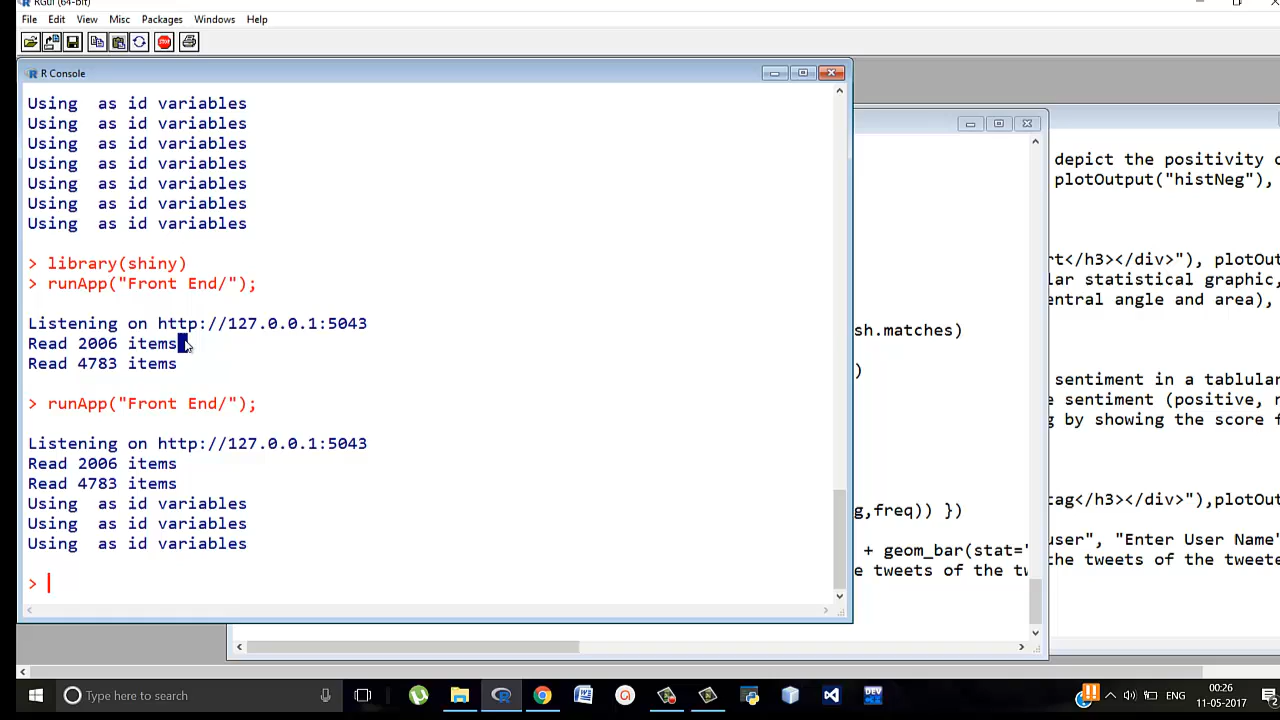 RGui (64-bit)
File Edit View Misc Packages Windows Help
STOP
R Console
Using  as id variables
Using  as id variables
Using  as id variables
Using  as id variables
Using  as id variables
Using  as id variables
Using  as id variables
> library(shiny)
> runApp("Front End/");
Listening on http://127.0.0.1:5043
Read 2006 items
Read 4783 items
> runApp("Front End/");
Listening on http://127.0.0.1:5043
Read 2006 items
Read 4783 items
Using  as id variables
Using  as id variables
Using  as id variables
>
sh.matches)
)
g,freq)) })
+ geom_bar(stat="
e tweets of the tw
depict the positivity
plotOutput("histNeg"),
rt</h3></div>"), plotO
lar statistical graphic,
entral angle and area),
sentiment in a tablular
e sentiment (positive, n
g by showing the score f
tag</h3></div>"),plotOu
user", "Enter User Name"
the tweets of the tweete
Type here to search
ENG
00:26
11-05-2017
DEV